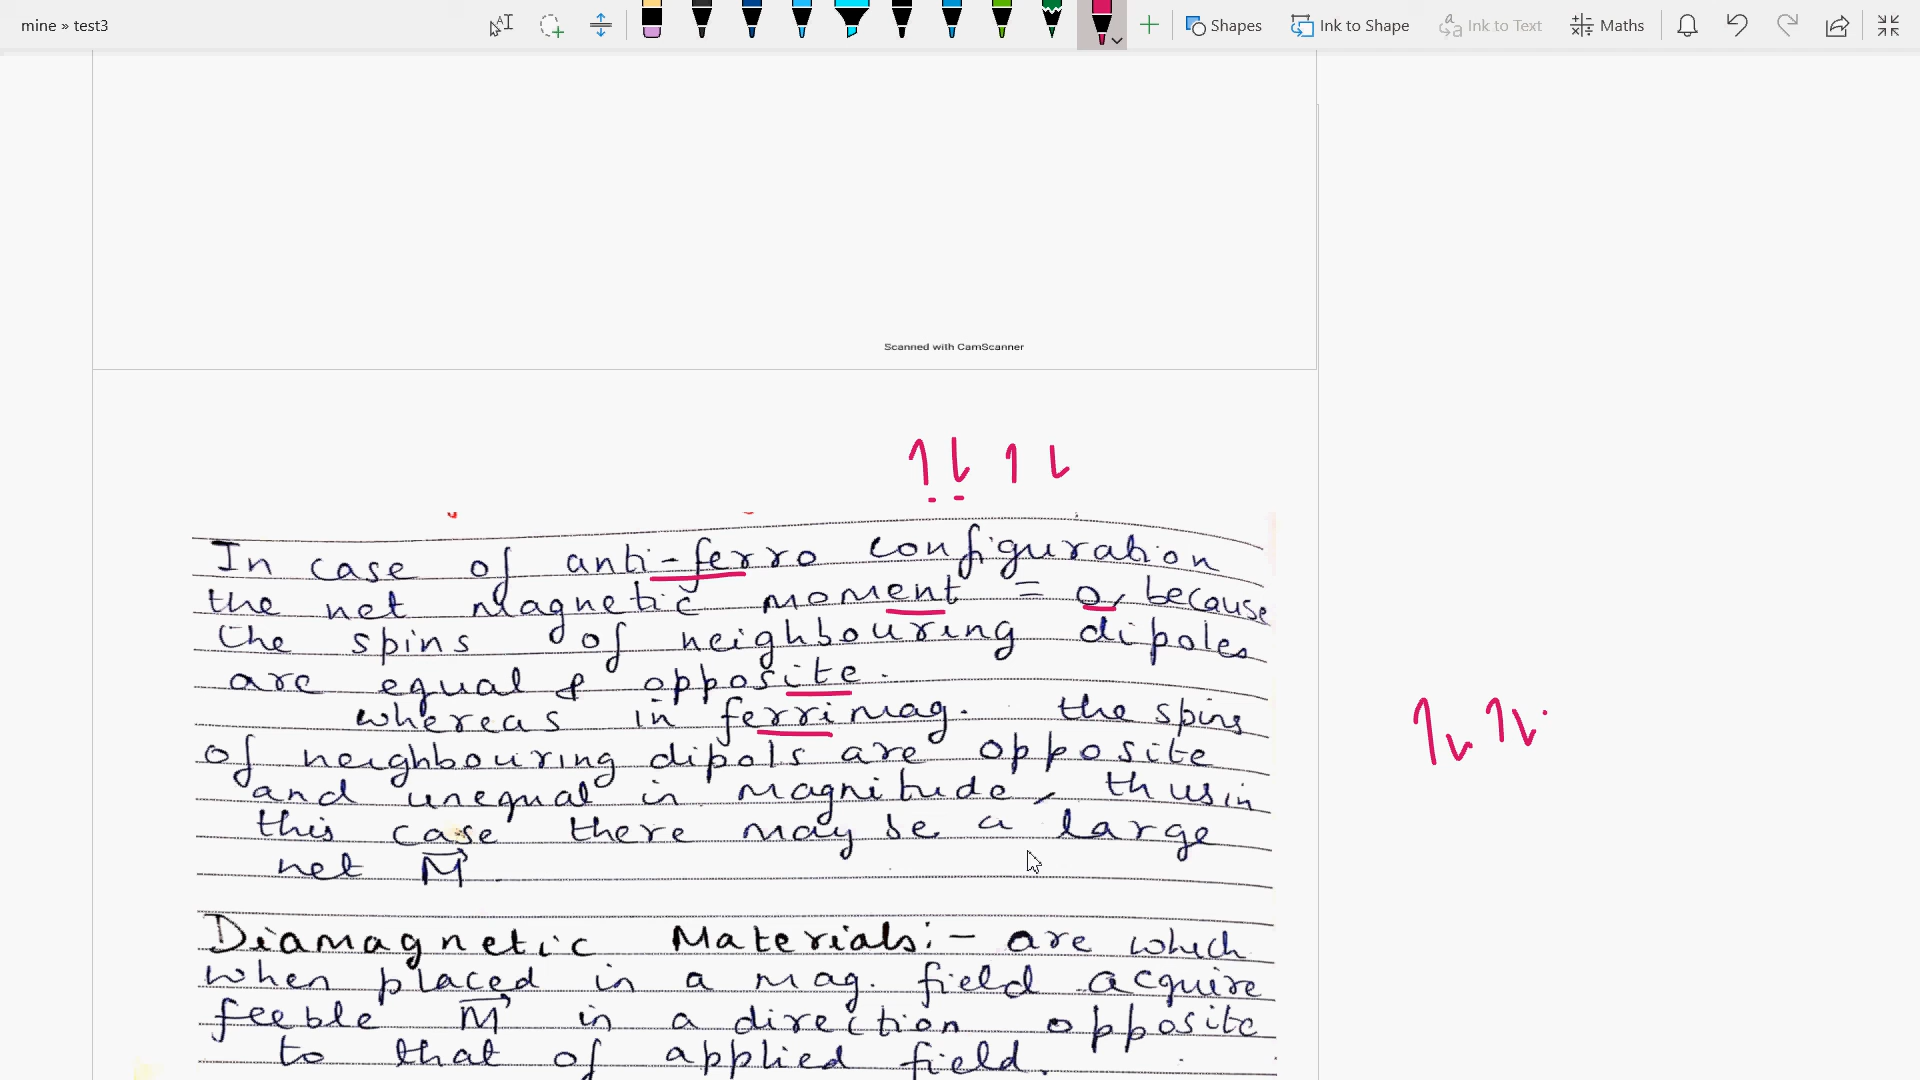 mine » test3
Shapes
Ink to Shape
Ink to Text
Maths
Scanned with CamScanner
In case of anti-ferro configuration
the net magnetic moment = 0, because
the spins of neighbouring dipoles
are equal & opposite.
whereas in ferrimag. the spins
of neighbouring dipols are opposite
and unequal in magnitude, thus in
this case there may be a large
net M
Diamagnetic Materials:- are which
when placed in a mag. field acquire
feeble M in a direction opposite
to that of applied field.